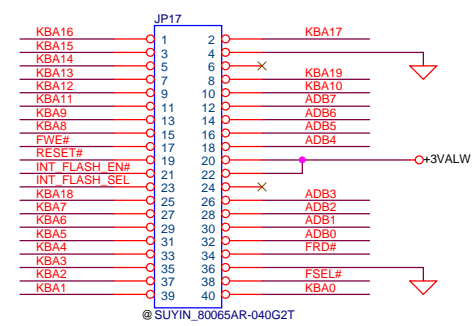 JP17
KBA16 1 2 KBA17
KBA15 3 4
KBA14 5 6
KBA13 7 8 KBA19
KBA12 9 10 KBA10
KBA11 11 12 ADB7
KBA9 13 14 ADB6
KBA8 15 16 ADB5
FWE# 17 18 ADB4
RESET# 19 20 +3VALW
INT_FLASH_EN# 21 22
INT_FLASH_SEL 23 24
KBA18 25 26 ADB3
KBA7 27 28 ADB2
KBA6 29 30 ADB1
KBA5 31 32 ADB0
KBA4 33 34 FRD#
KBA3 35 36
KBA2 37 38 FSEL#
KBA1 39 40 KBA0
@ SUYIN_80065AR-040G2T